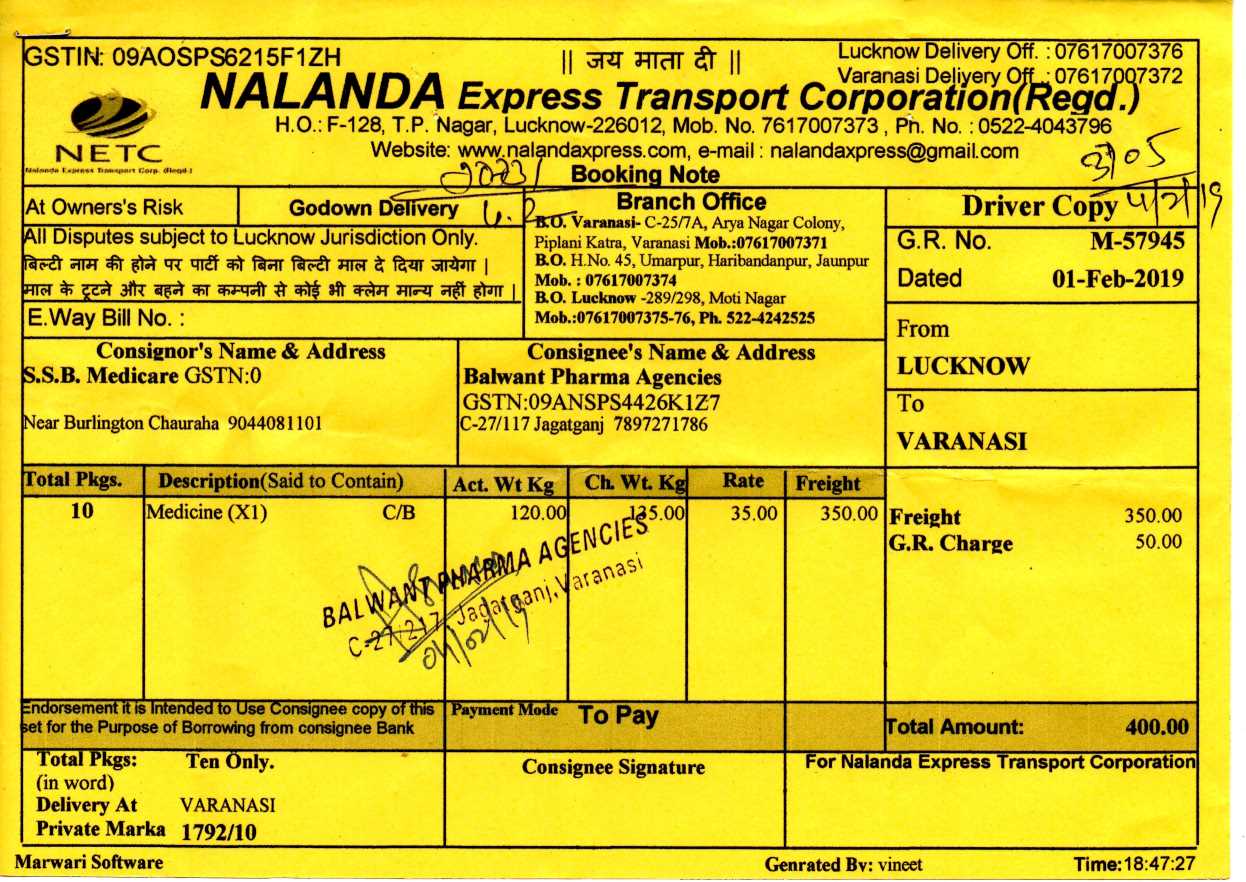 GSTIN: 09AOSPS6215F1ZH
|| जय माता दी ||
Lucknow Delivery Off. : 07617007376
Varanasi Deliyery Off. : 07617007372
NALANDA Express Transport Corporation(Regd.)
H.O.: F-128, T.P. Nagar, Lucknow-226012, Mob. No. 7617007373 , Ph. No. : 0522-4043796
Website: www.nalandaxpress.com, e-mail : nalandaxpress@gmail.com
NETC
Nalanda Express Transport Corp. (Regd.)
Booking Note
At Owners's Risk
Godown Delivery
Branch Office
B.O. Varanasi- C-25/7A, Arya Nagar Colony,
Piplani Katra, Varanasi Mob.:07617007371
B.O. H.No. 45, Umarpur, Haribandanpur, Jaunpur
Mob. : 07617007374
B.O. Lucknow -289/298, Moti Nagar
Mob.:07617007375-76, Ph. 522-4242525
Driver Copy
4/2/19
All Disputes subject to Lucknow Jurisdiction Only.
बिल्टी नाम की होने पर पार्टी को बिना बिल्टी माल दे दिया जायेगा |
माल के टूटने और बहने का कम्पनी से कोई भी क्लेम मान्य नहीं होगा |
E.Way Bill No. :
G.R. No. M-57945
Dated 01-Feb-2019
From
LUCKNOW
To
VARANASI
Consignor's Name & Address
S.S.B. Medicare GSTN:0
Near Burlington Chauraha 9044081101
Consignee's Name & Address
Balwant Pharma Agencies
GSTN:09ANSPS4426K1Z7
C-27/117 Jagatganj 7897271786
Total Pkgs. Description(Said to Contain) Act. Wt Kg Ch. Wt. Kg Rate Freight
10 Medicine (X1) C/B 120.00 135.00 35.00 350.00
Freight 350.00
G.R. Charge 50.00
BALWANT PHARMA AGENCIES
C-27/217, Jagatganj, Varanasi
Endorsement it is Intended to Use Consignee copy of this
set for the Purpose of Borrowing from consignee Bank
Payment Mode To Pay
Total Amount: 400.00
Total Pkgs: Ten Only.
(in word)
Delivery At VARANASI
Private Marka 1792/10
Consignee Signature
For Nalanda Express Transport Corporation
Marwari Software
Genrated By: vineet
Time:18:47:27